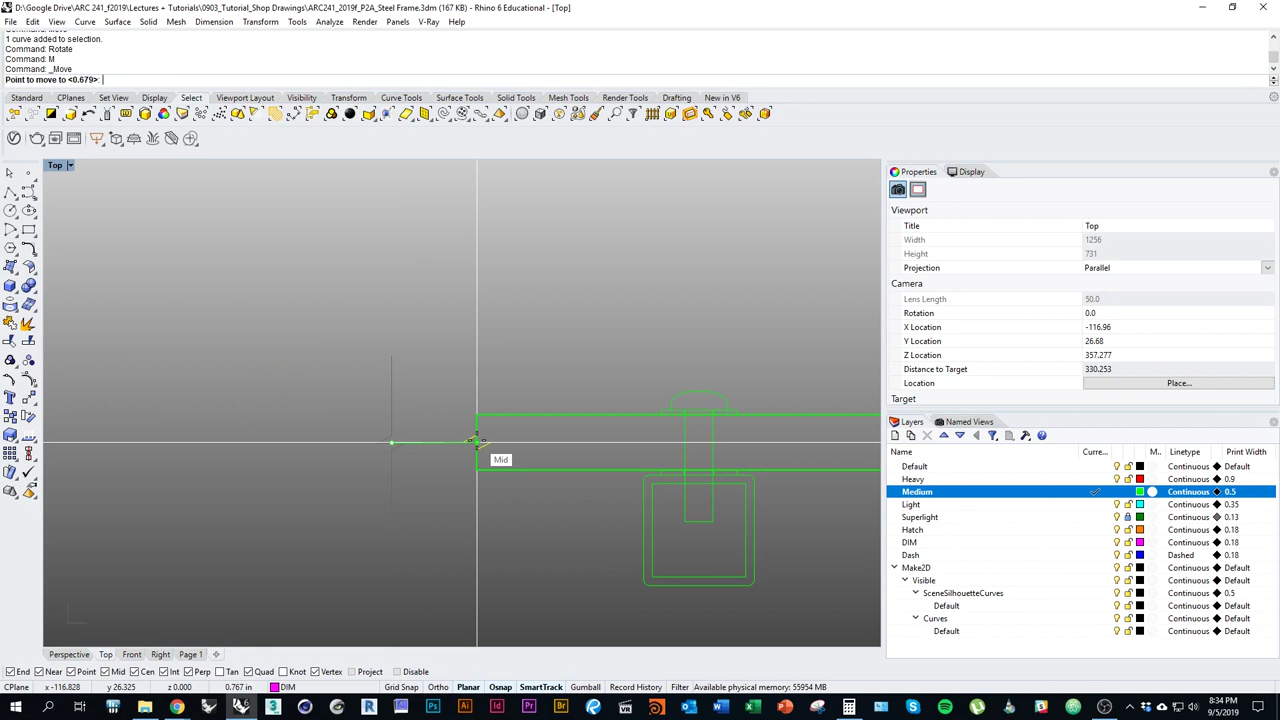 D:\Google Drive\ARC 241_f2019\Lectures + Tutorials\0903_Tutorial_Shop Drawings\ARC241_2019f_P2A_Steel Frame.3dm (167 KB) - Rhino 6 Educational - [Top]
File Edit View Curve Surface Solid Mesh Dimension Transform Tools Analyze Render Panels V-Ray Help
1 curve added to selection.
Command: Rotate
Command: M
Command: _Move
Point to move to <0.679>:
Standard CPlanes Set View Display Select Viewport Layout Visibility Transform Curve Tools Surface Tools Solid Tools Mesh Tools Render Tools Drafting New in V6
Top
Mid
Properties Display
Viewport
Title Top
Width 1256
Height 731
Projection Parallel
Camera
Lens Length 50.0
Rotation 0.0
X Location -116.96
Y Location 26.68
Z Location 357.277
Distance to Target 330.253
Location Place...
Target
Layers Named Views
Name Curre... M.. Linetype Print Width
Default Continuous Default
Heavy Continuous 0.9
Medium Continuous 0.5
Light Continuous 0.35
Superlight Continuous 0.13
Hatch Continuous 0.18
DIM Continuous 0.18
Dash Dashed 0.18
Make2D Continuous Default
Visible Continuous Default
SceneSilhouetteCurves Continuous 0.5
Default Continuous Default
Curves Continuous Default
Default Continuous Default
Perspective Top Front Right Page 1
End Near Point Mid Cen Int Perp Tan Quad Knot Vertex Project Disable
CPlane x -116.828 y 26.325 z 0.000 0.767 in DIM Grid Snap Ortho Planar Osnap SmartTrack Gumball Record History Filter Available physical memory: 55954 MB
8:34 PM
9/5/2019